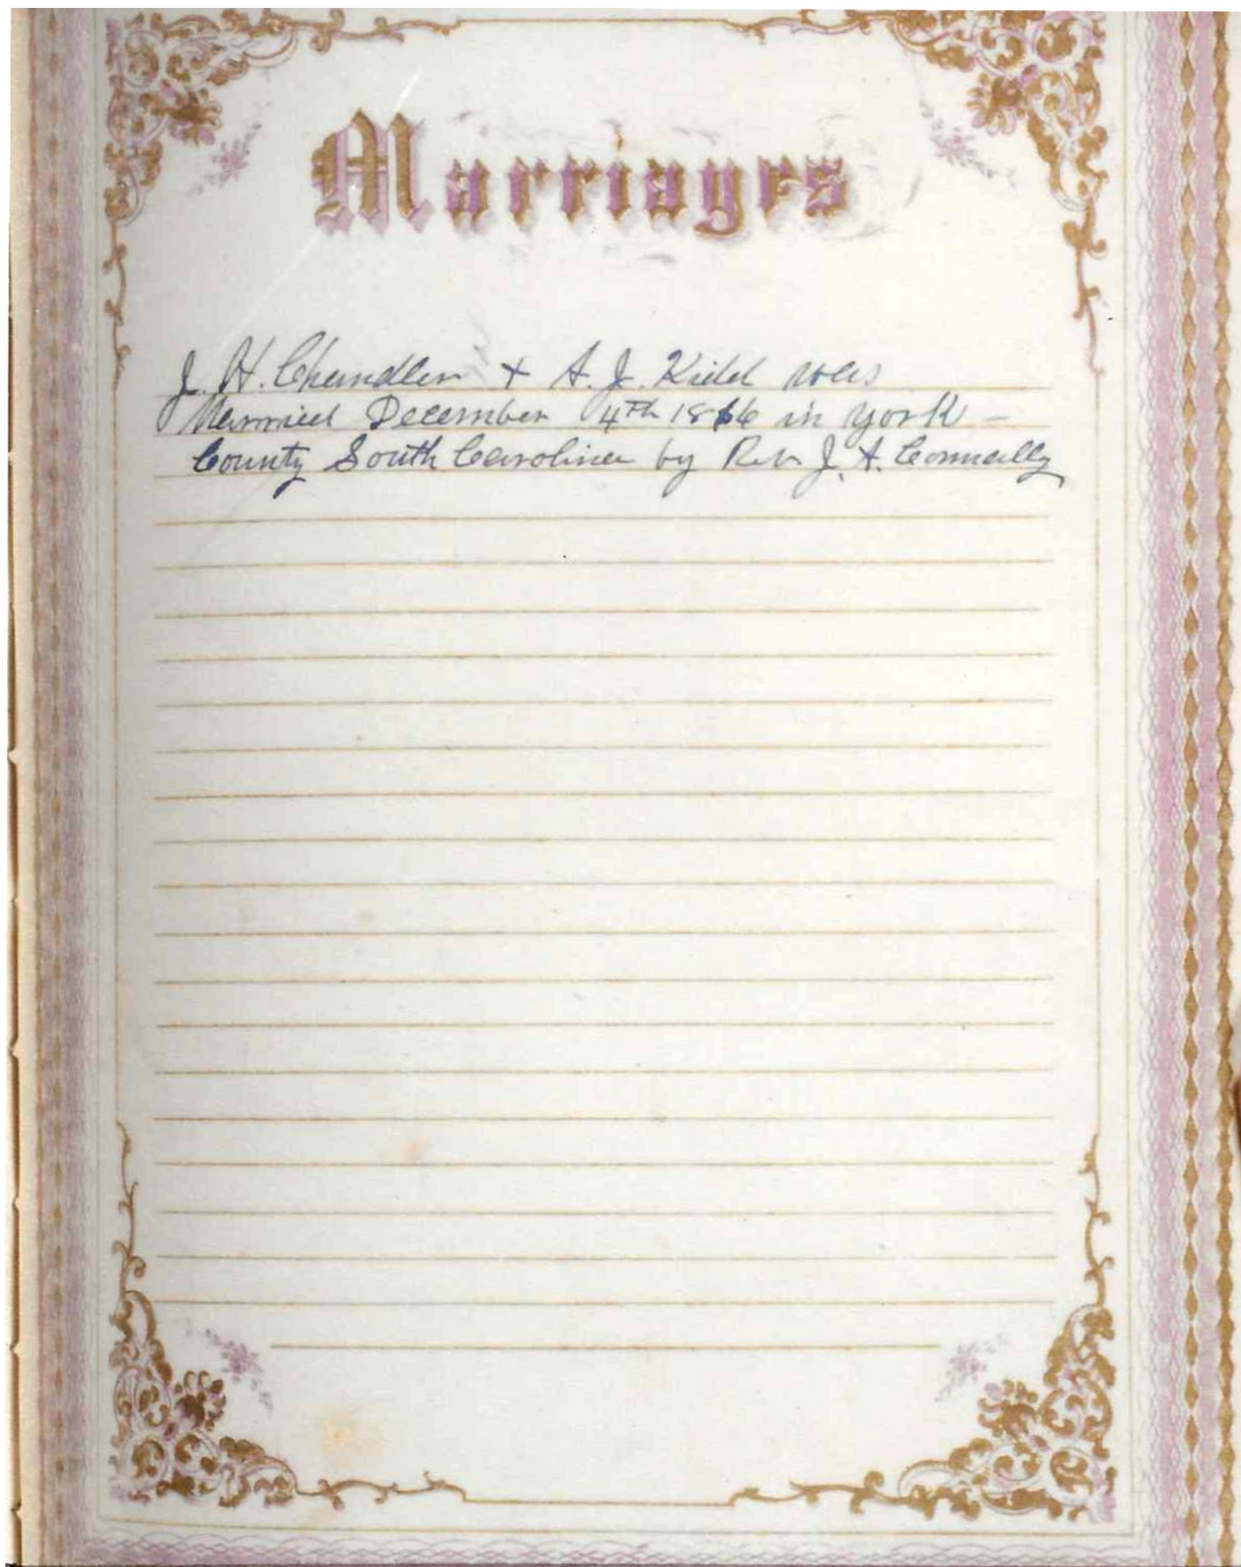 Marriages
J. H. Chandler + A. J. Kidd was
Married December 4th 1866 in York -
County South Carolina by Rev J. A. Connally